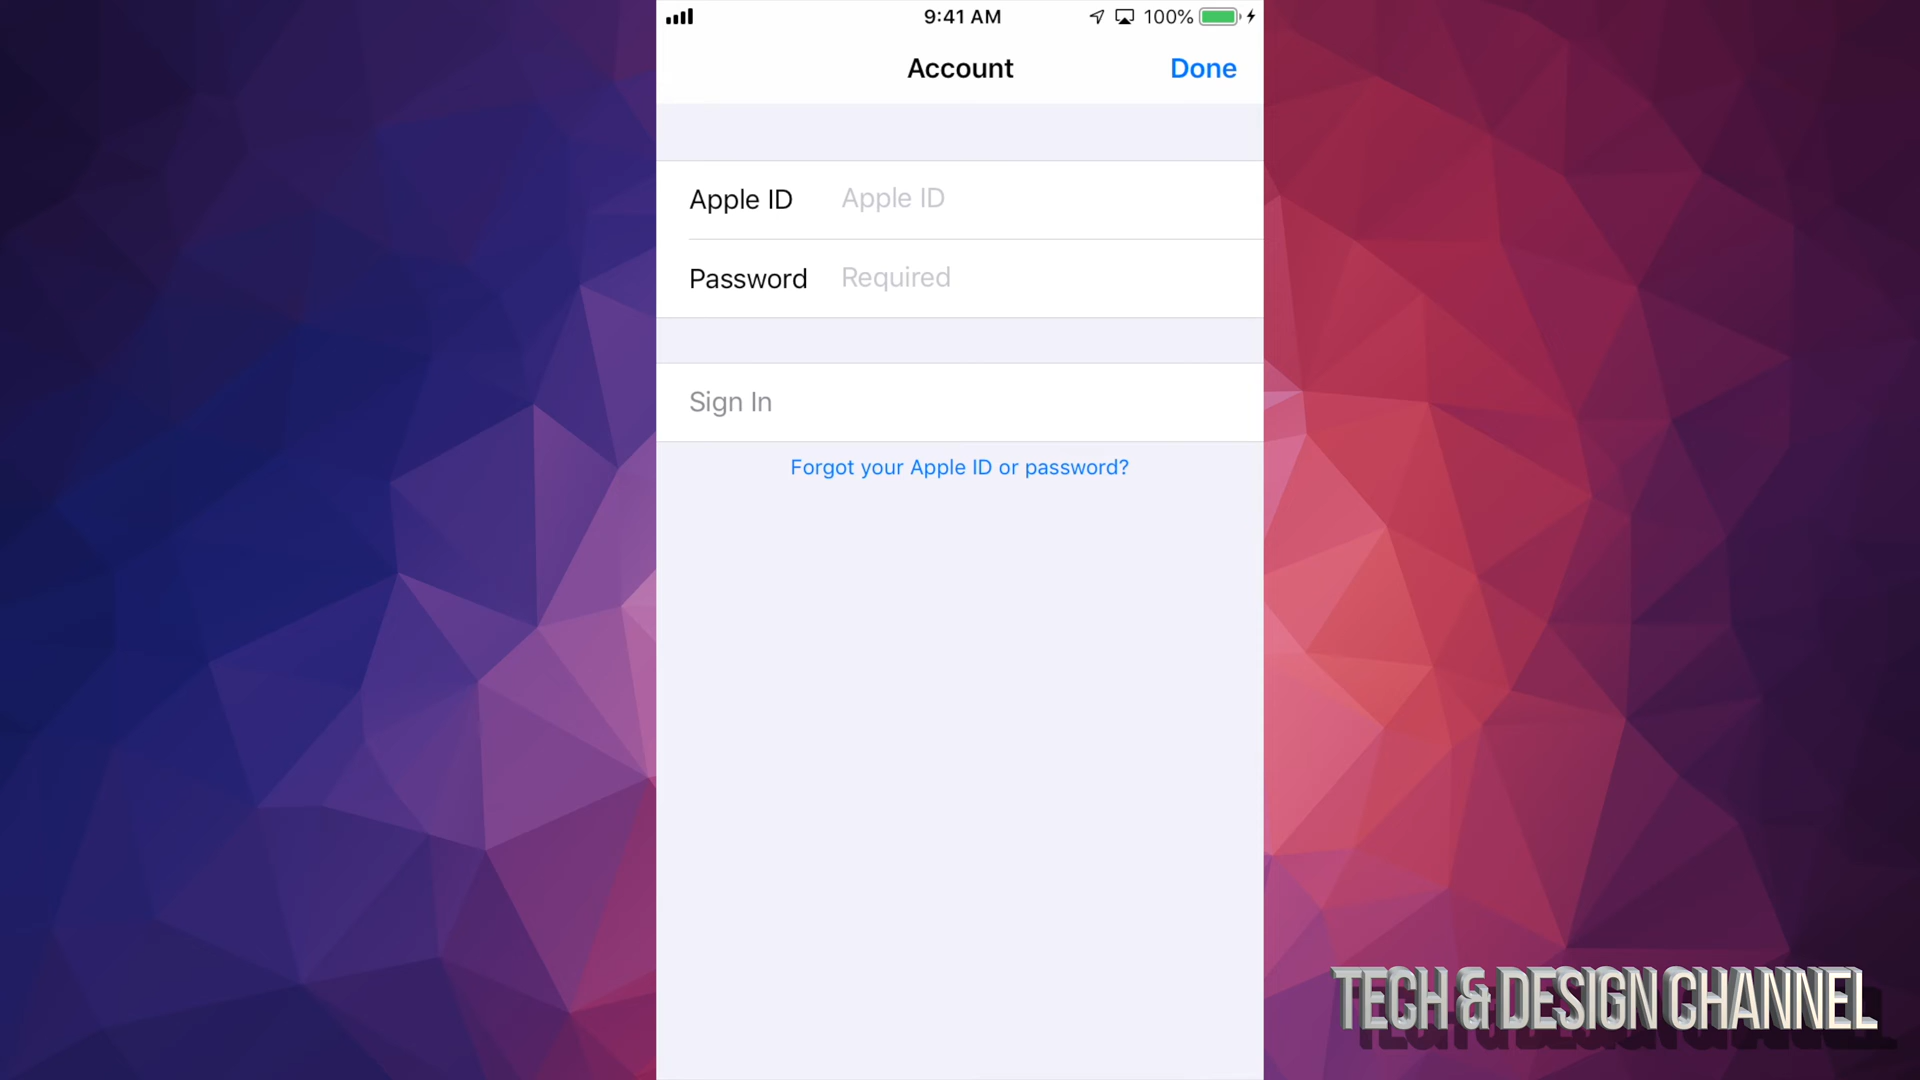 9:41 AM
100%
Account
Done
Apple ID Apple ID
Password Required
Sign In
Forgot your Apple ID or password?
TECH & DESIGN CHANNEL